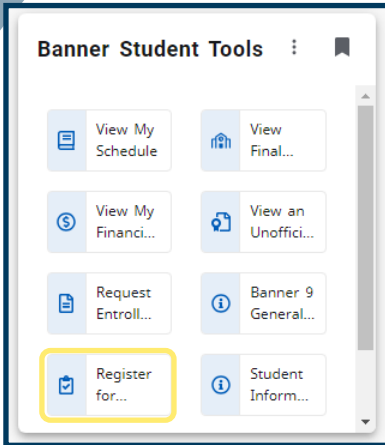 Banner Student Tools
View My
Schedule
View
Final...
View My
Financi...
View an
Unoffici...
Request
Entroll...
Banner 9
General...
Register
for...
Student
Inform...